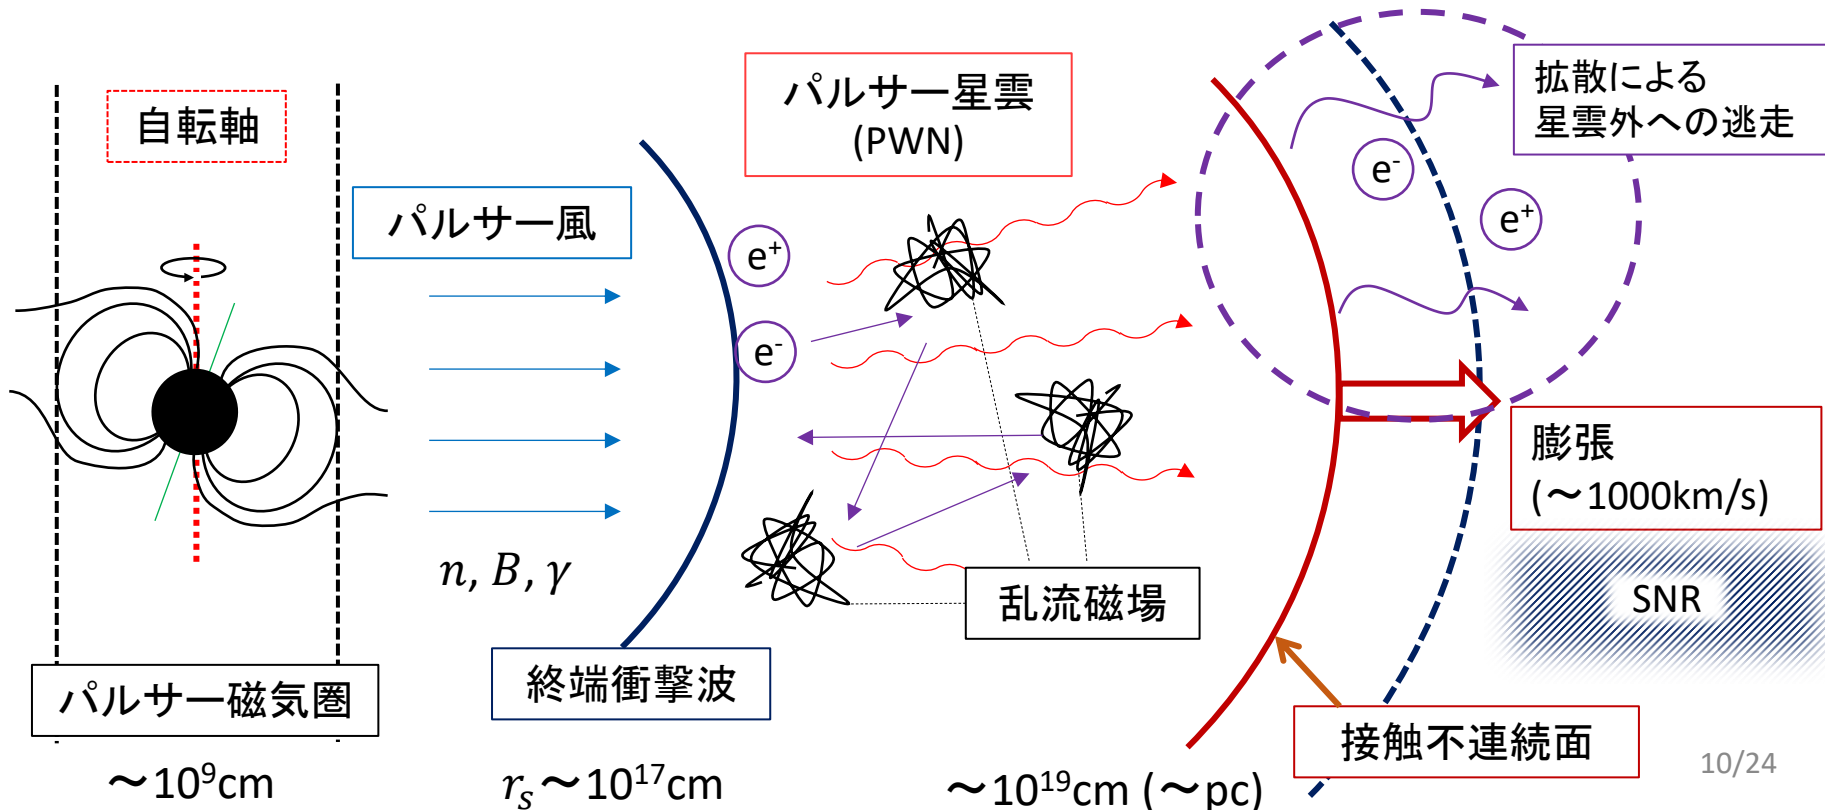 自転軸
パルサー風
パルサー星雲
(PWN)
拡散による
星雲外への逃走
e⁺
e⁻
e⁻
e⁺
膨張
(～1000km/s)
SNR
n, B, γ
乱流磁場
終端衝撃波
パルサー磁気圏
接触不連続面
～10⁹cm
rₛ～10¹⁷cm
～10¹⁹cm (～pc)
10/24